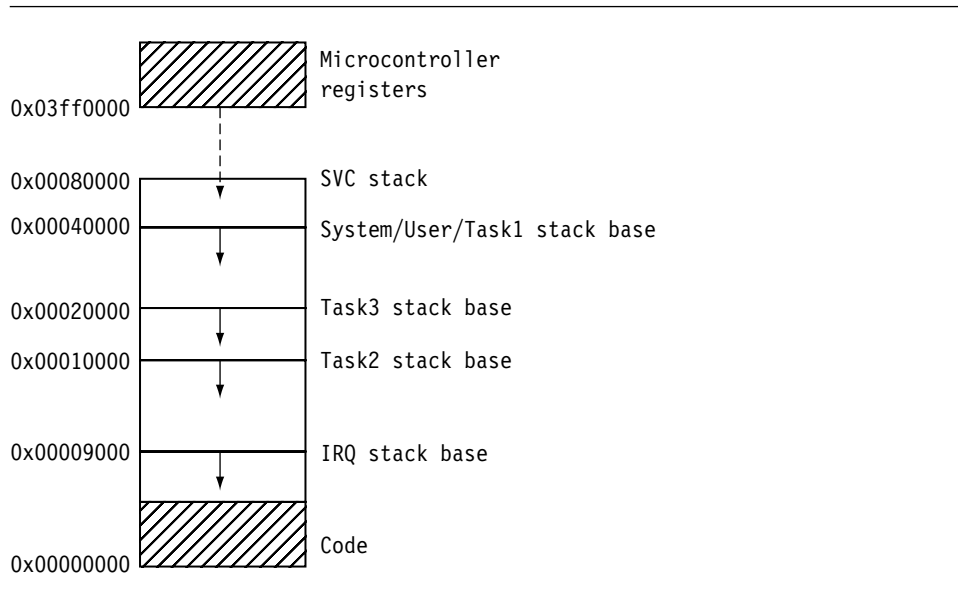 Microcontroller
registers
0x03ff0000
0x00080000 SVC stack
0x00040000 System/User/Task1 stack base
0x00020000 Task3 stack base
0x00010000 Task2 stack base
0x00009000 IRQ stack base
Code
0x00000000